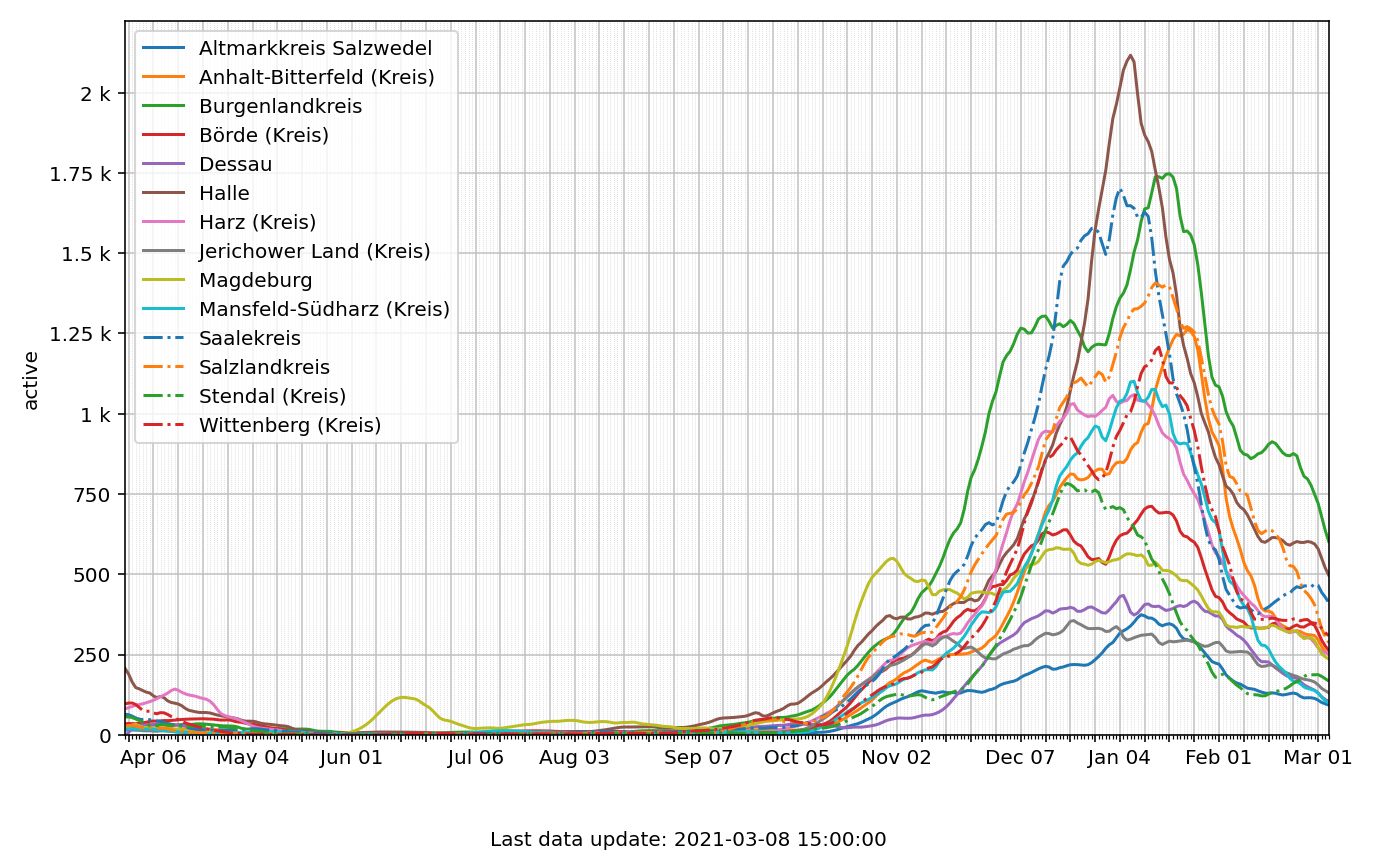 active
2 k
1.75 k
1.5 k
1.25 k
1 k
750
500
250
0
Altmarkkreis Salzwedel
Anhalt-Bitterfeld (Kreis)
Burgenlandkreis
Börde (Kreis)
Dessau
Halle
Harz (Kreis)
Jerichower Land (Kreis)
Magdeburg
Mansfeld-Südharz (Kreis)
Saalekreis
Salzlandkreis
Stendal (Kreis)
Wittenberg (Kreis)
Apr 06 May 04 Jun 01 Jul 06 Aug 03 Sep 07 Oct 05 Nov 02 Dec 07 Jan 04 Feb 01 Mar 01
Last data update: 2021-03-08 15:00:00